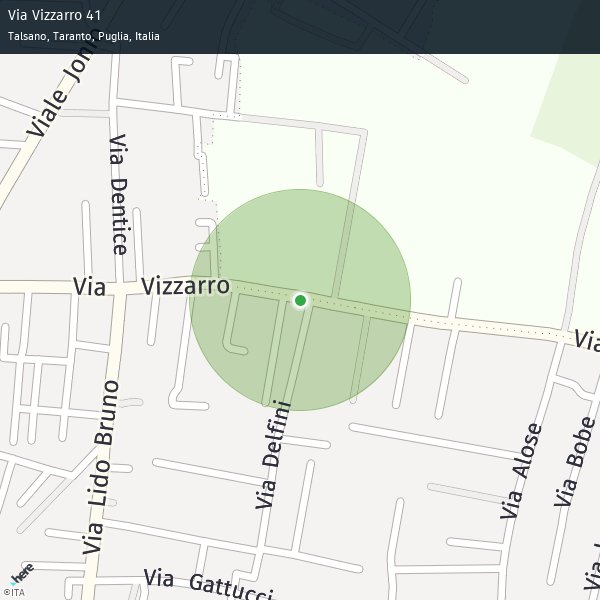 Via Vizzarro 41
Talsano, Taranto, Puglia, Italia
Viale Jonio
Via Dentice
Via Vizzarro
Via
Via Lido Bruno
Via Delfini
Via Alose
Via Bobe
Via Gattucci
Via
here
©ITA